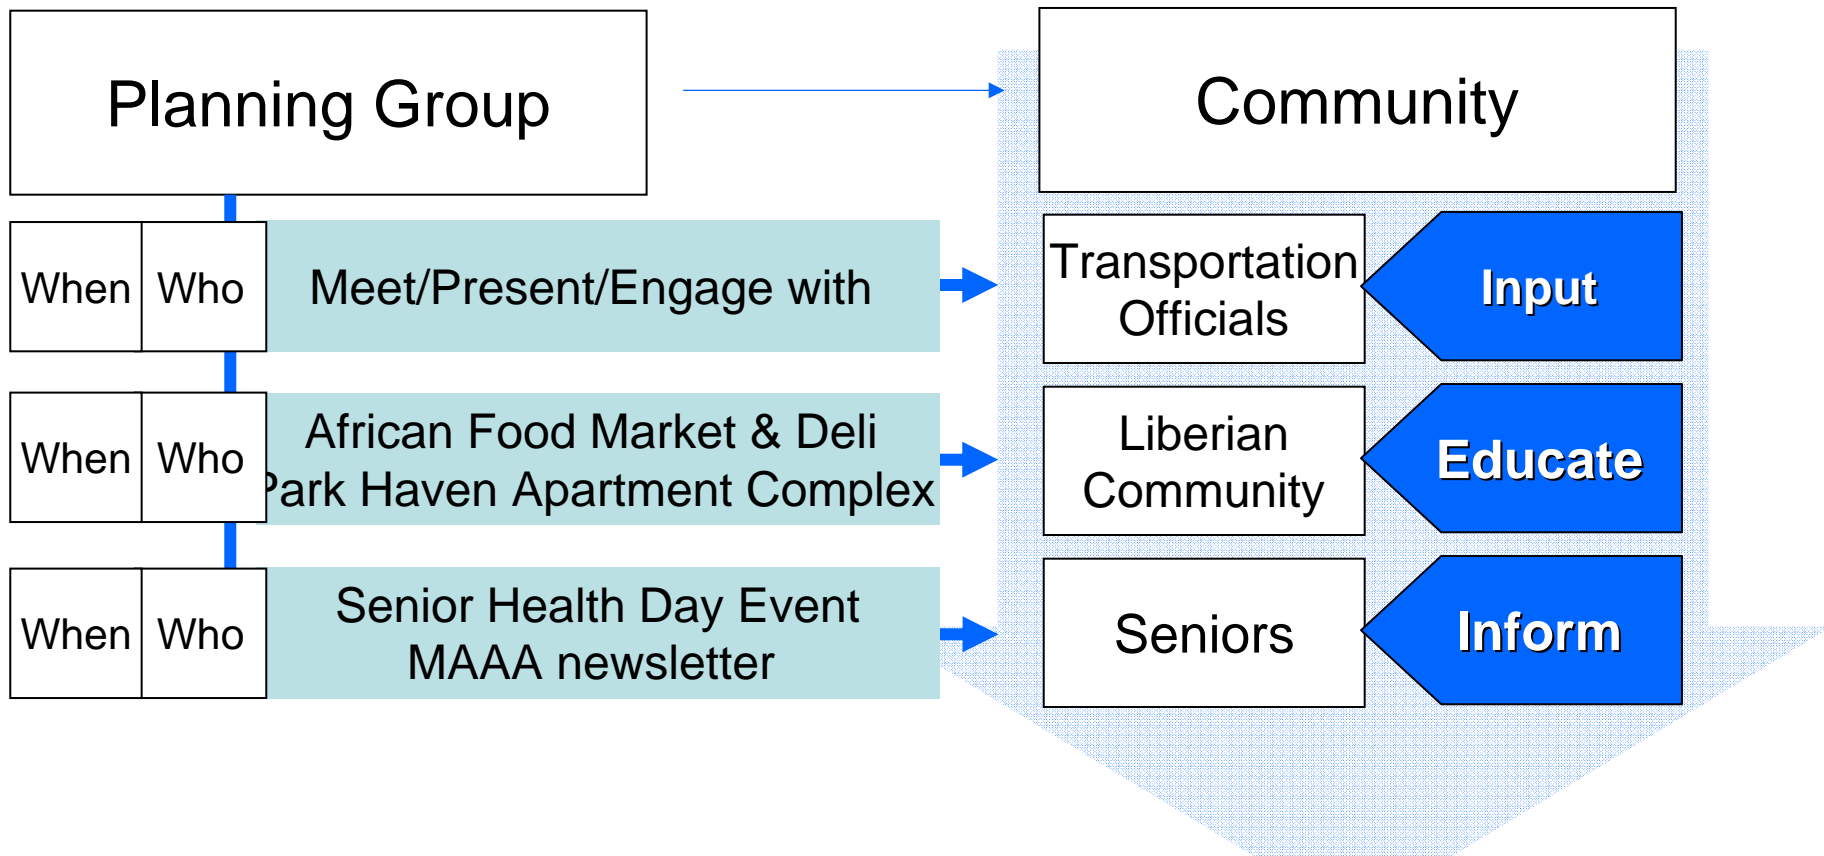 Planning Group
Community
When
Who
Meet/Present/Engage with
Transportation
Officials
Input
When
Who
African Food Market & Deli
Park Haven Apartment Complex
Liberian
Community
Educate
When
Who
Senior Health Day Event
MAAA newsletter
Seniors
Inform